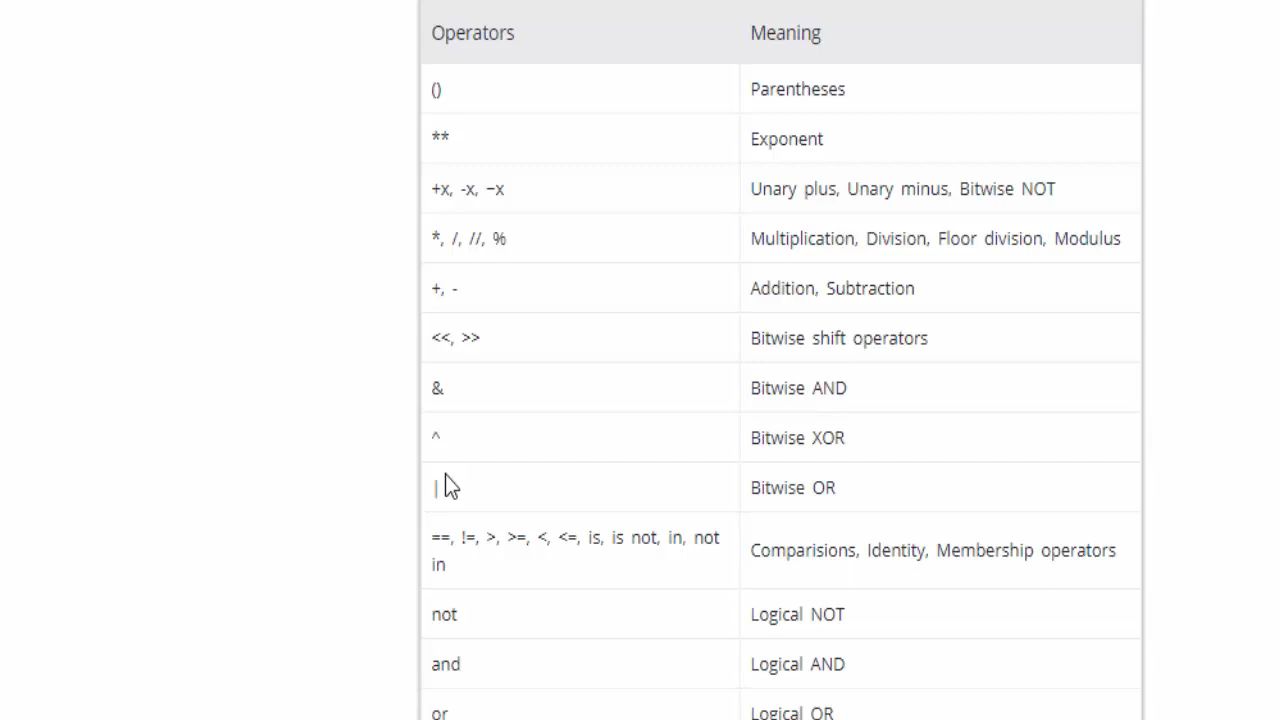 Operators Meaning
() Parentheses
** Exponent
+x, -x, ~x Unary plus, Unary minus, Bitwise NOT
*, /, //, % Multiplication, Division, Floor division, Modulus
+, - Addition, Subtraction
<<, >> Bitwise shift operators
& Bitwise AND
^ Bitwise XOR
| Bitwise OR
==, !=, >, >=, <, <=, is, is not, in, not
in
Comparisions, Identity, Membership operators
not Logical NOT
and Logical AND
or Logical OR